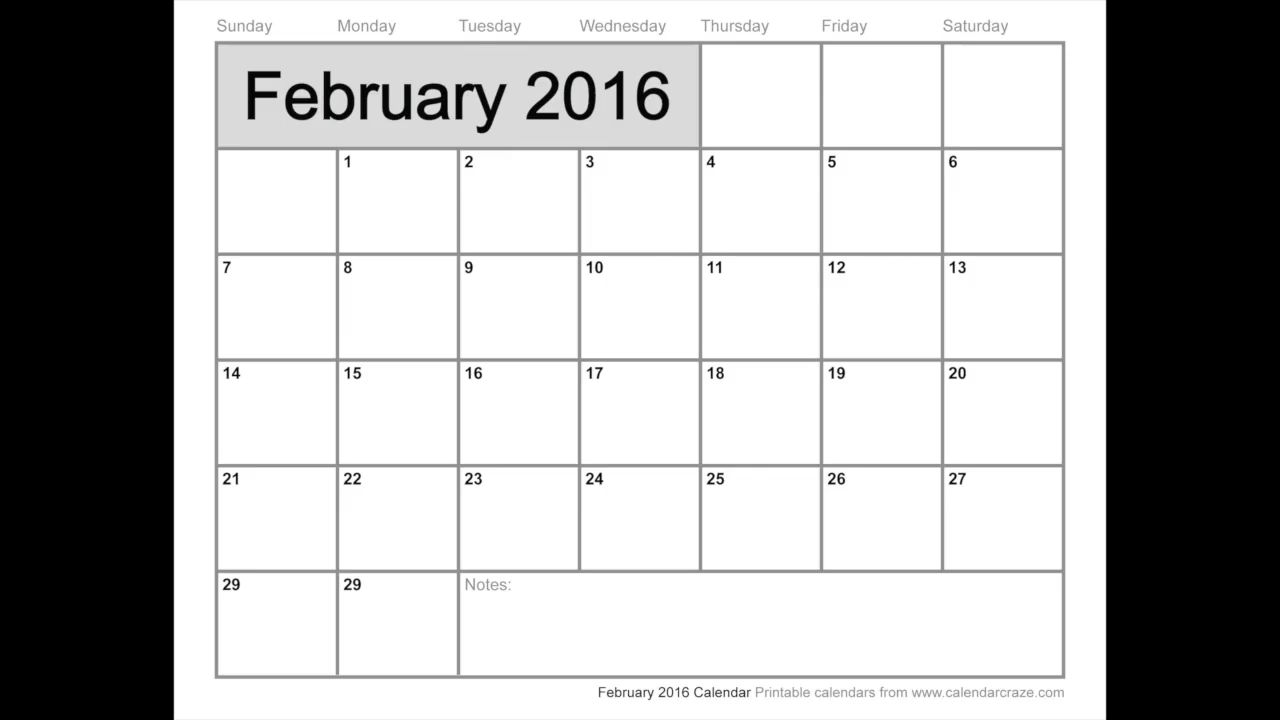 Sunday Monday Tuesday Wednesday Thursday Friday Saturday
February 2016
1 2 3 4 5 6
7 8 9 10 11 12 13
14 15 16 17 18 19 20
21 22 23 24 25 26 27
29 29 Notes:
February 2016 Calendar Printable calendars from www.calendarcraze.com